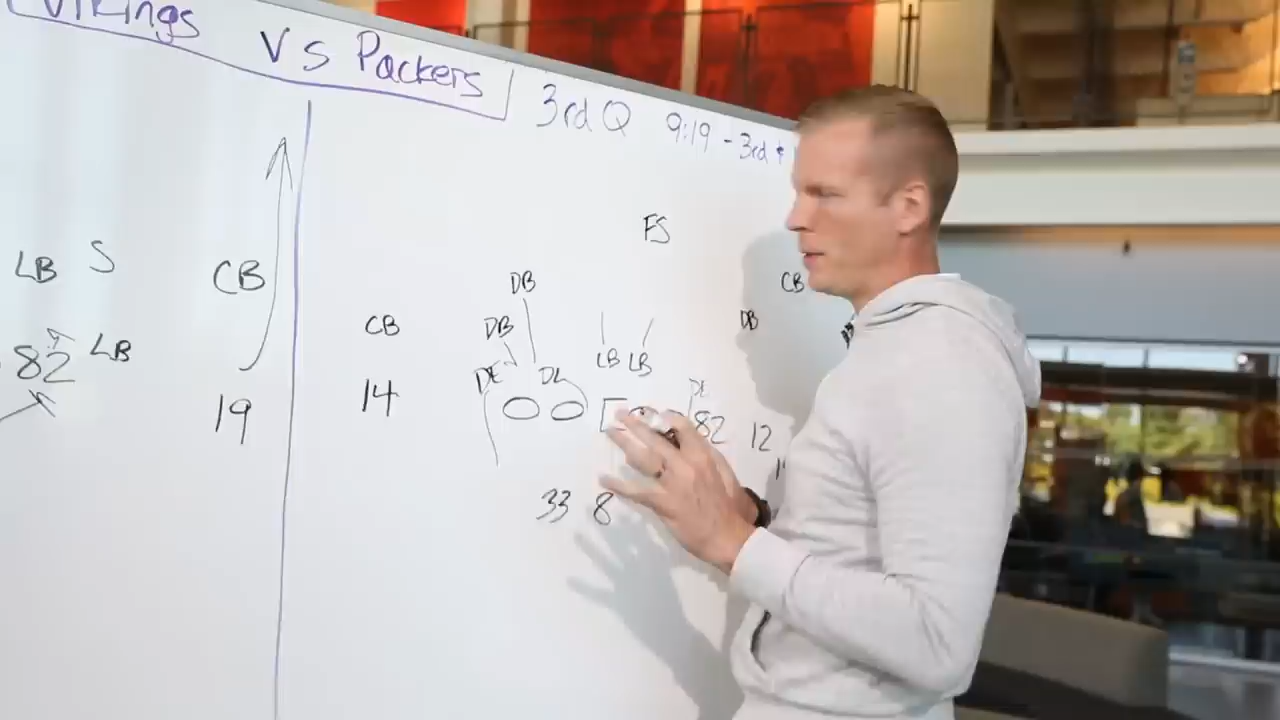 Vikings vs Packers
3rd Q 9:19 - 3rd &
FS
LB S CB DB CB
CB DB DB
82 LB LB LB
DE DL DE
19 14 82 12
33 8